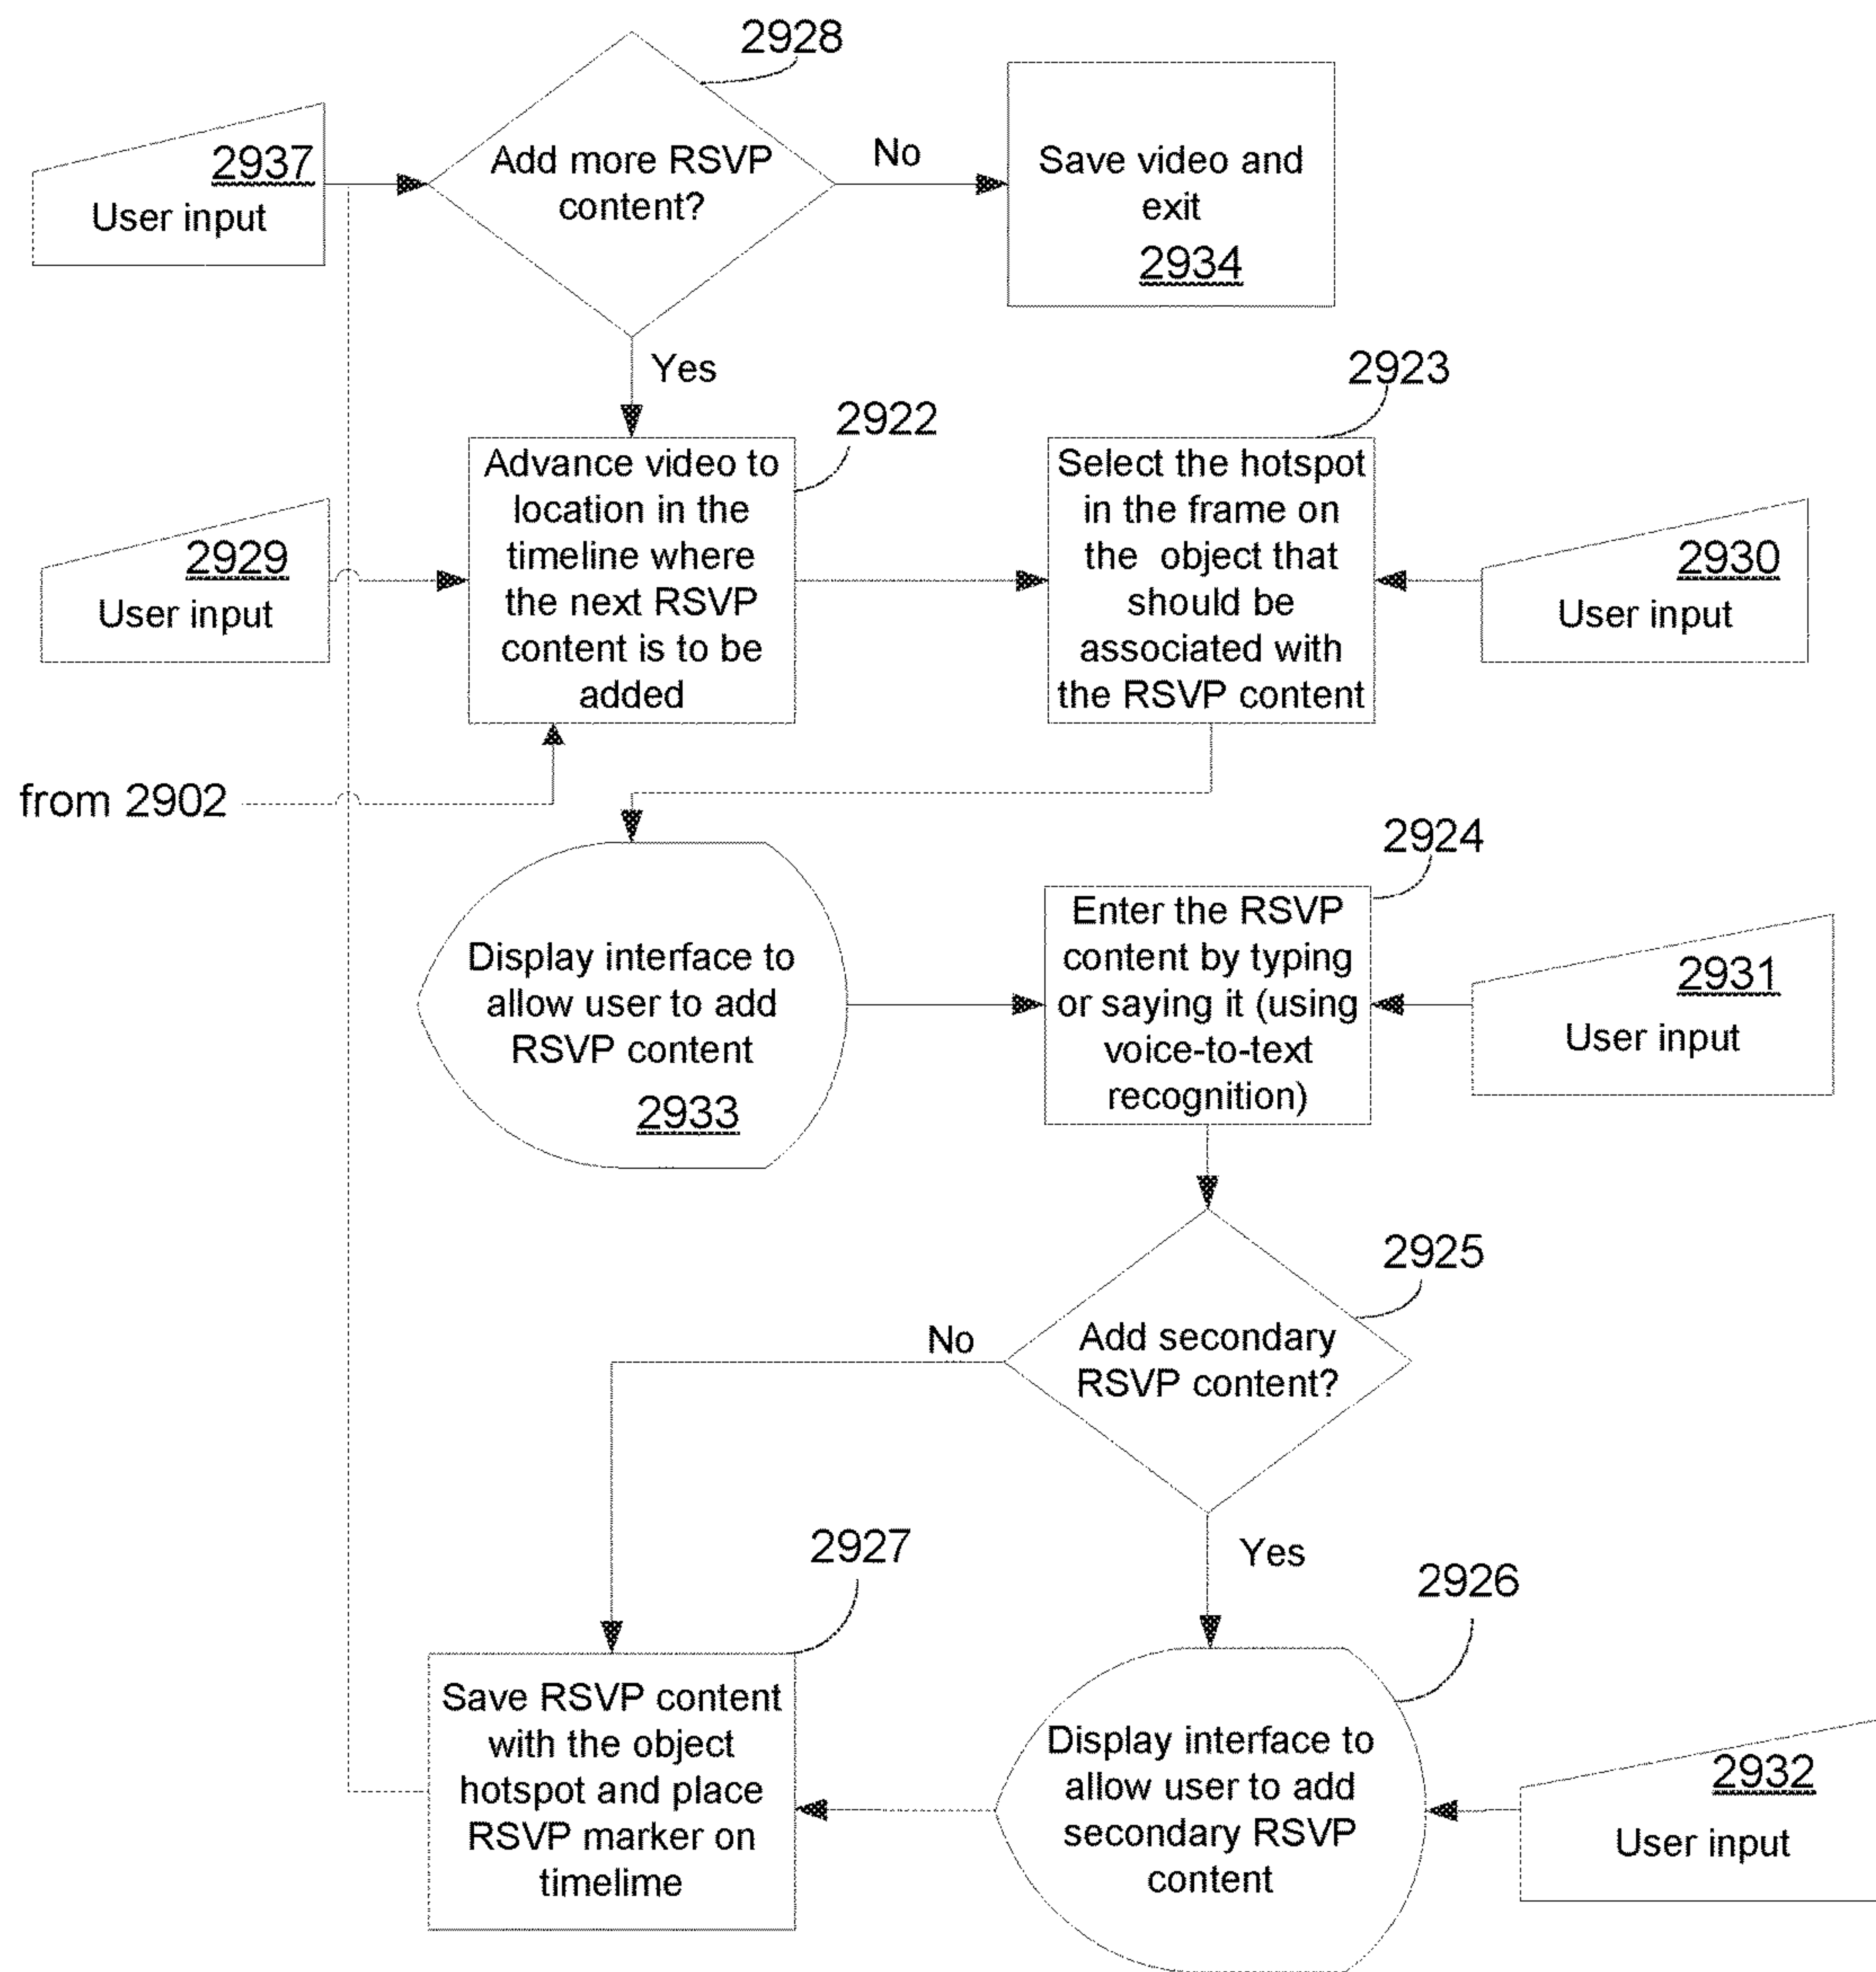 2928
2937
User input
Add more RSVP
content?
No
Save video and
exit
2934
Yes
2922
2923
2929
User input
Advance video to
location in the
timeline where
the next RSVP
content is to be
added
Select the hotspot
in the frame on
the object that
should be
associated with
the RSVP content
2930
User input
from 2902
2924
Display interface to
allow user to add
RSVP content
2933
Enter the RSVP
content by typing
or saying it (using
voice-to-text
recognition)
2931
User input
2925
No
Add secondary
RSVP content?
Yes
2927
2926
Save RSVP content
with the object
hotspot and place
RSVP marker on
timelime
Display interface to
allow user to add
secondary RSVP
content
2932
User input